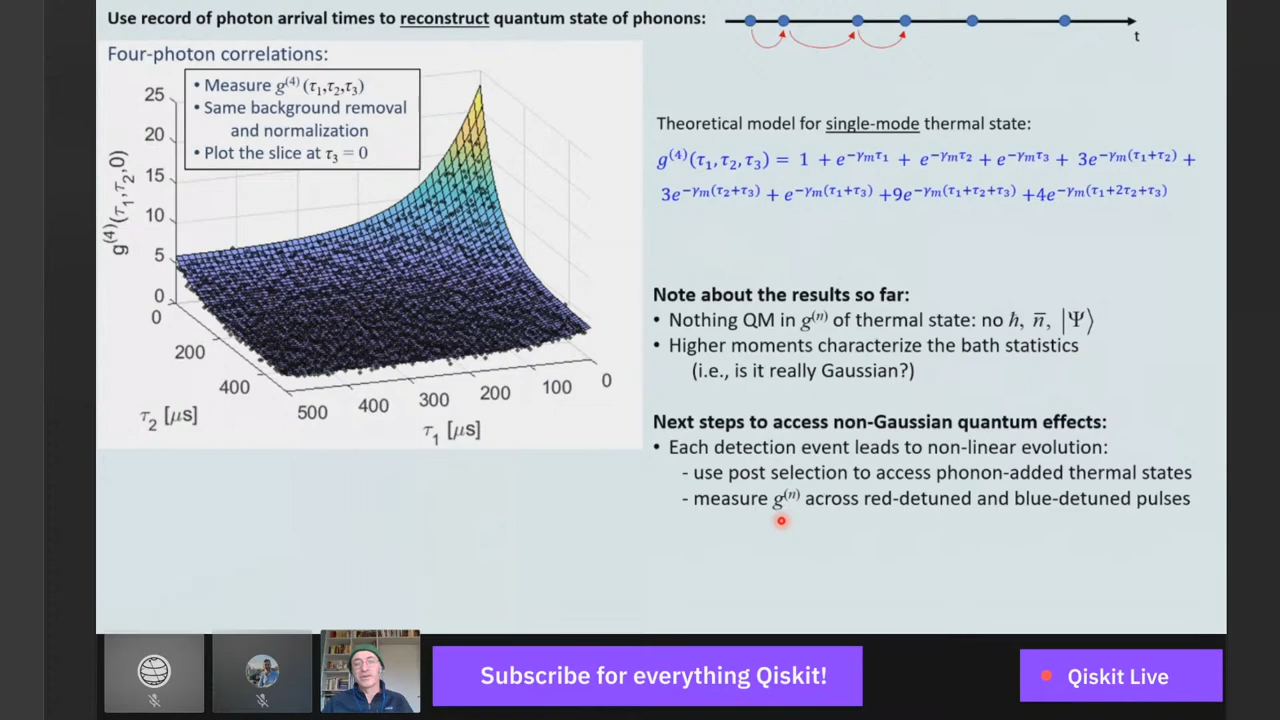 Use record of photon arrival times to reconstruct quantum state of phonons:
t
Four-photon correlations:
• Measure g⁽⁴⁾(τ₁,τ₂,τ₃)
• Same background removal
and normalization
• Plot the slice at τ₃ = 0
25
20
15
10
5
0
g⁽⁴⁾(τ₁,τ₂,0)
0
200
400
τ₂ [μs]
500
400
300
200
100
0
τ₁ [μs]
Theoretical model for single-mode thermal state:
g⁽⁴⁾(τ₁,τ₂,τ₃) = 1 + e^{−γₘτ₁} + e^{−γₘτ₂} + e^{−γₘτ₃} + 3e^{−γₘ(τ₁+τ₂)} +
3e^{−γₘ(τ₂+τ₃)} + e^{−γₘ(τ₁+τ₃)} +9e^{−γₘ(τ₁+τ₂+τ₃)} +4e^{−γₘ(τ₁+2τ₂+τ₃)}
Note about the results so far:
• Nothing QM in g⁽ⁿ⁾ of thermal state: no ħ, n̄, |Ψ⟩
• Higher moments characterize the bath statistics
(i.e., is it really Gaussian?)
Next steps to access non-Gaussian quantum effects:
• Each detection event leads to non-linear evolution:
- use post selection to access phonon-added thermal states
- measure g⁽ⁿ⁾ across red-detuned and blue-detuned pulses
Subscribe for everything Qiskit!
Qiskit Live